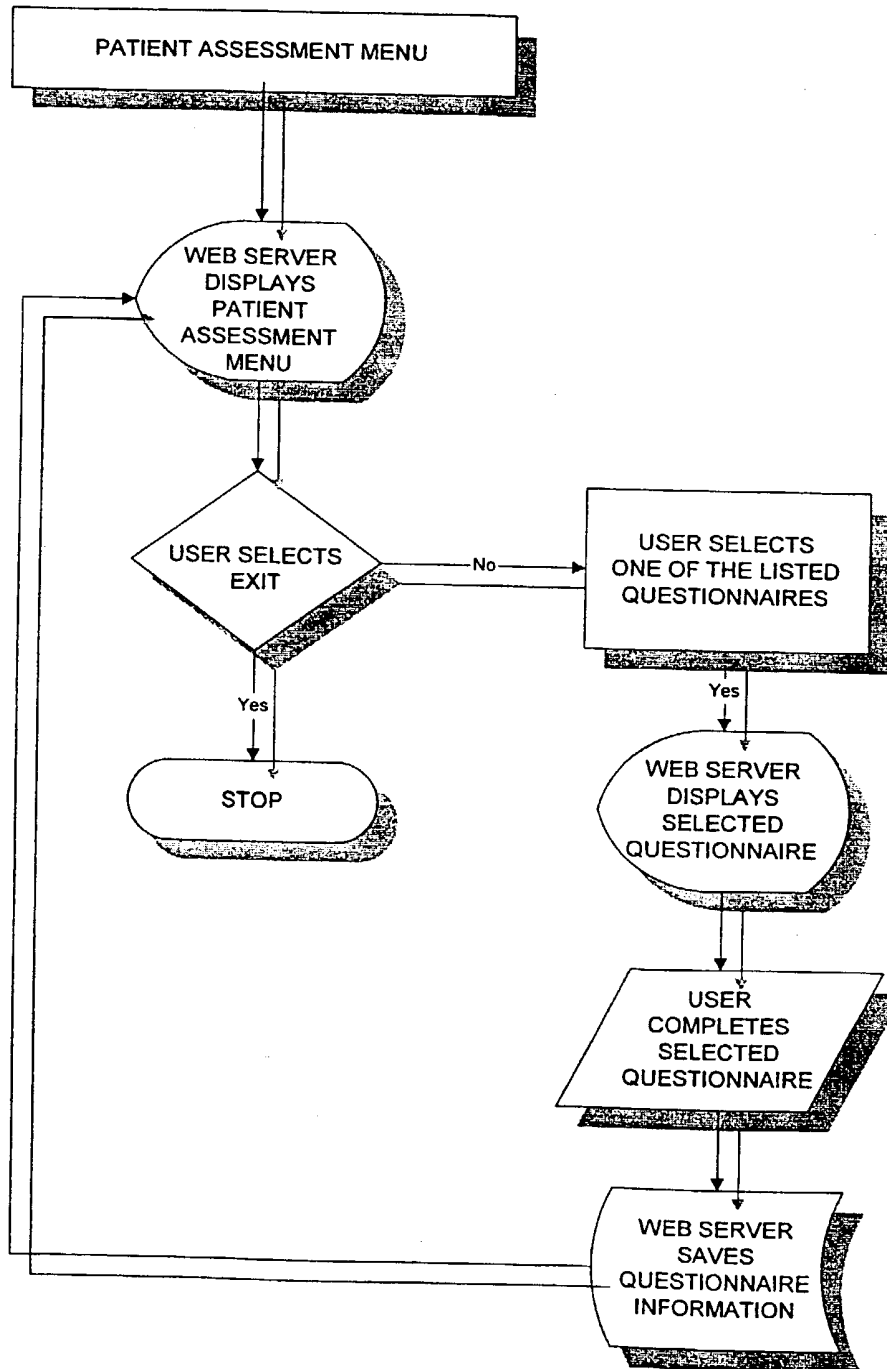 PATIENT ASSESSMENT MENU
WEB SERVER
DISPLAYS
PATIENT
ASSESSMENT
MENU
USER SELECTS
EXIT
No
USER SELECTS
ONE OF THE LISTED
QUESTIONNAIRES
Yes
STOP
Yes
WEB SERVER
DISPLAYS
SELECTED
QUESTIONNAIRE
USER
COMPLETES
SELECTED
QUESTIONNAIRE
WEB SERVER
SAVES
QUESTIONNAIRE
INFORMATION